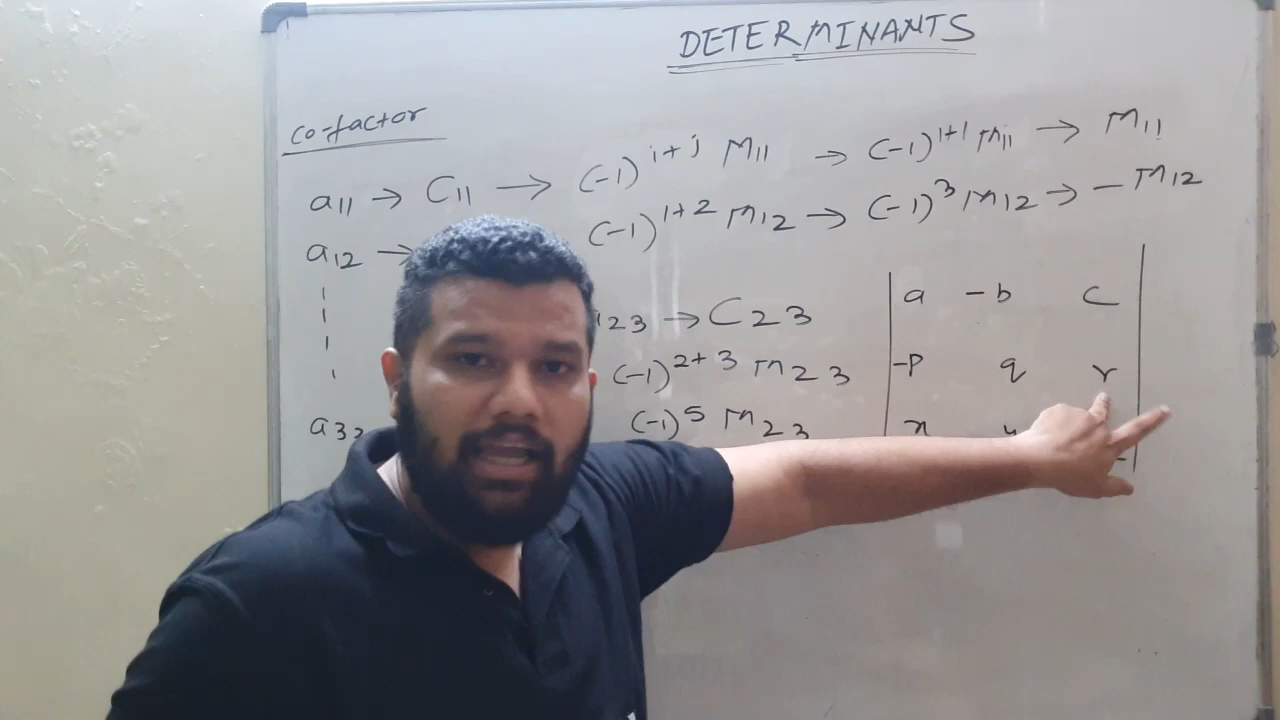 DETERMINANTS
co-factor
a11 → C11 → (-1)^i+j M11 → (-1)^1+1 m11 → M11
a12 → (-1)^1+2 m12 → (-1)^3 m12 → - M12
23 → C23
(-1)^2+3 m23
a32 (-1)^5 m23
a -b c
-p q r
x